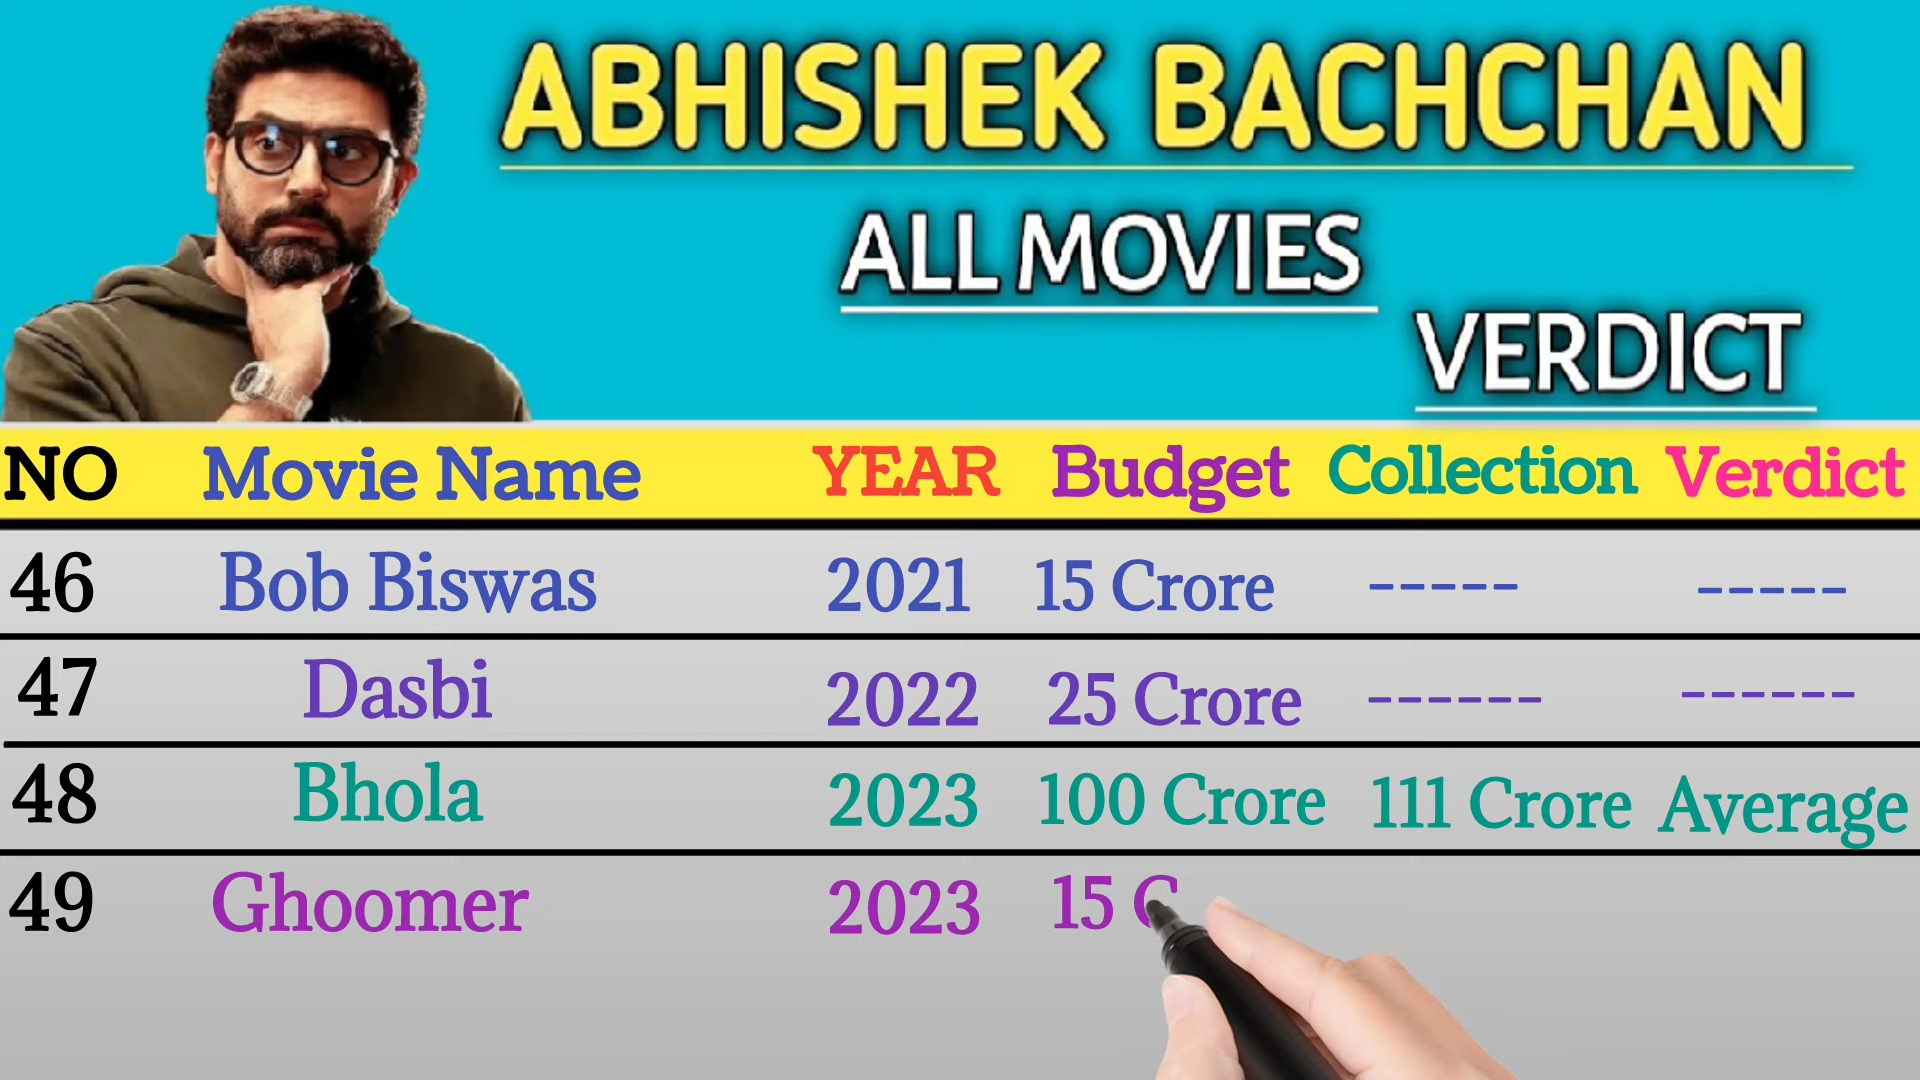 ABHISHEK BACHCHAN
ALL MOVIES
VERDICT
NO Movie Name YEAR Budget Collection Verdict
46 Bob Biswas 2021 15 Crore ----- -----
47 Dasbi 2022 25 Crore ------ ------
48 Bhola 2023 100 Crore 111 Crore Average
49 Ghoomer 2023 15 C